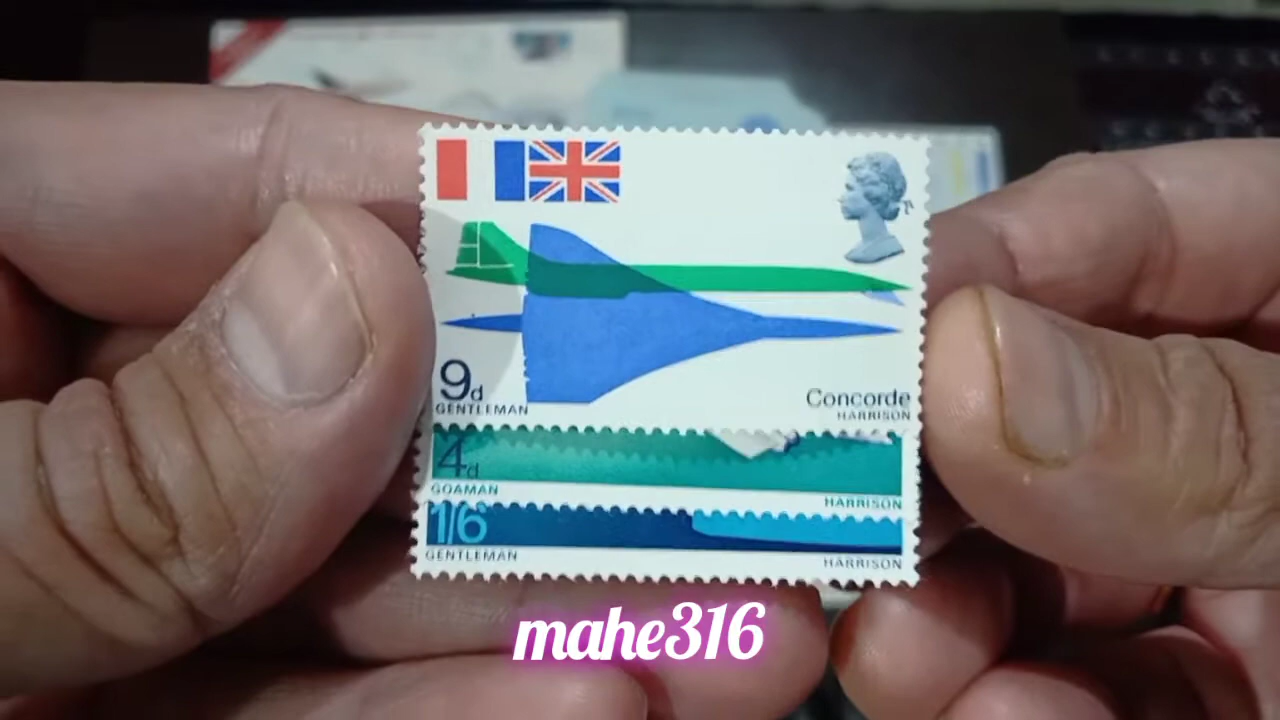 9d
GENTLEMAN
Concorde
HARRISON
4d
GOAMAN
HARRISON
1/6
GENTLEMAN
HARRISON
mahe316